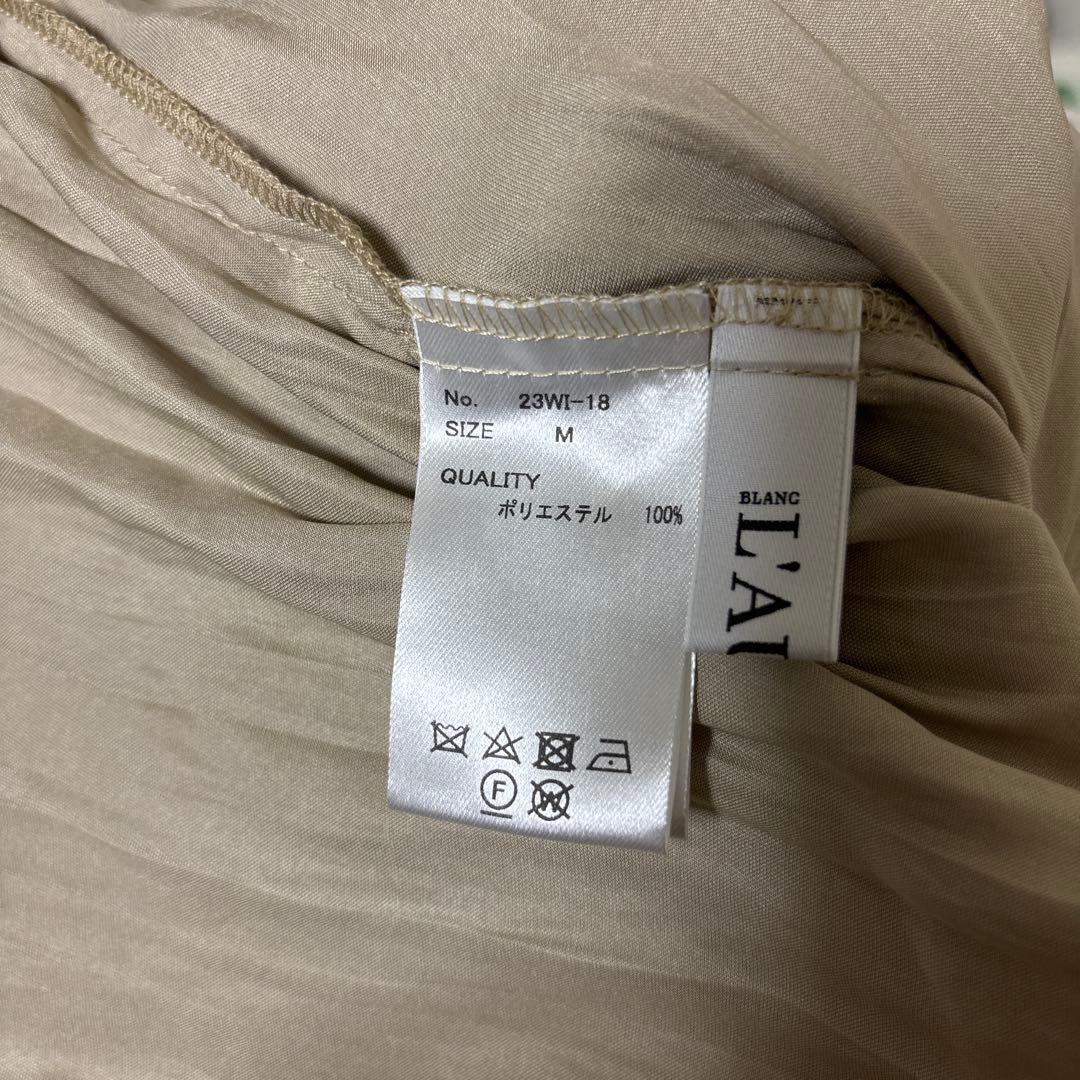 No. 23WI-18
SIZE M
QUALITY
ポリエステル 100%
F
W
BLANC
L'AU